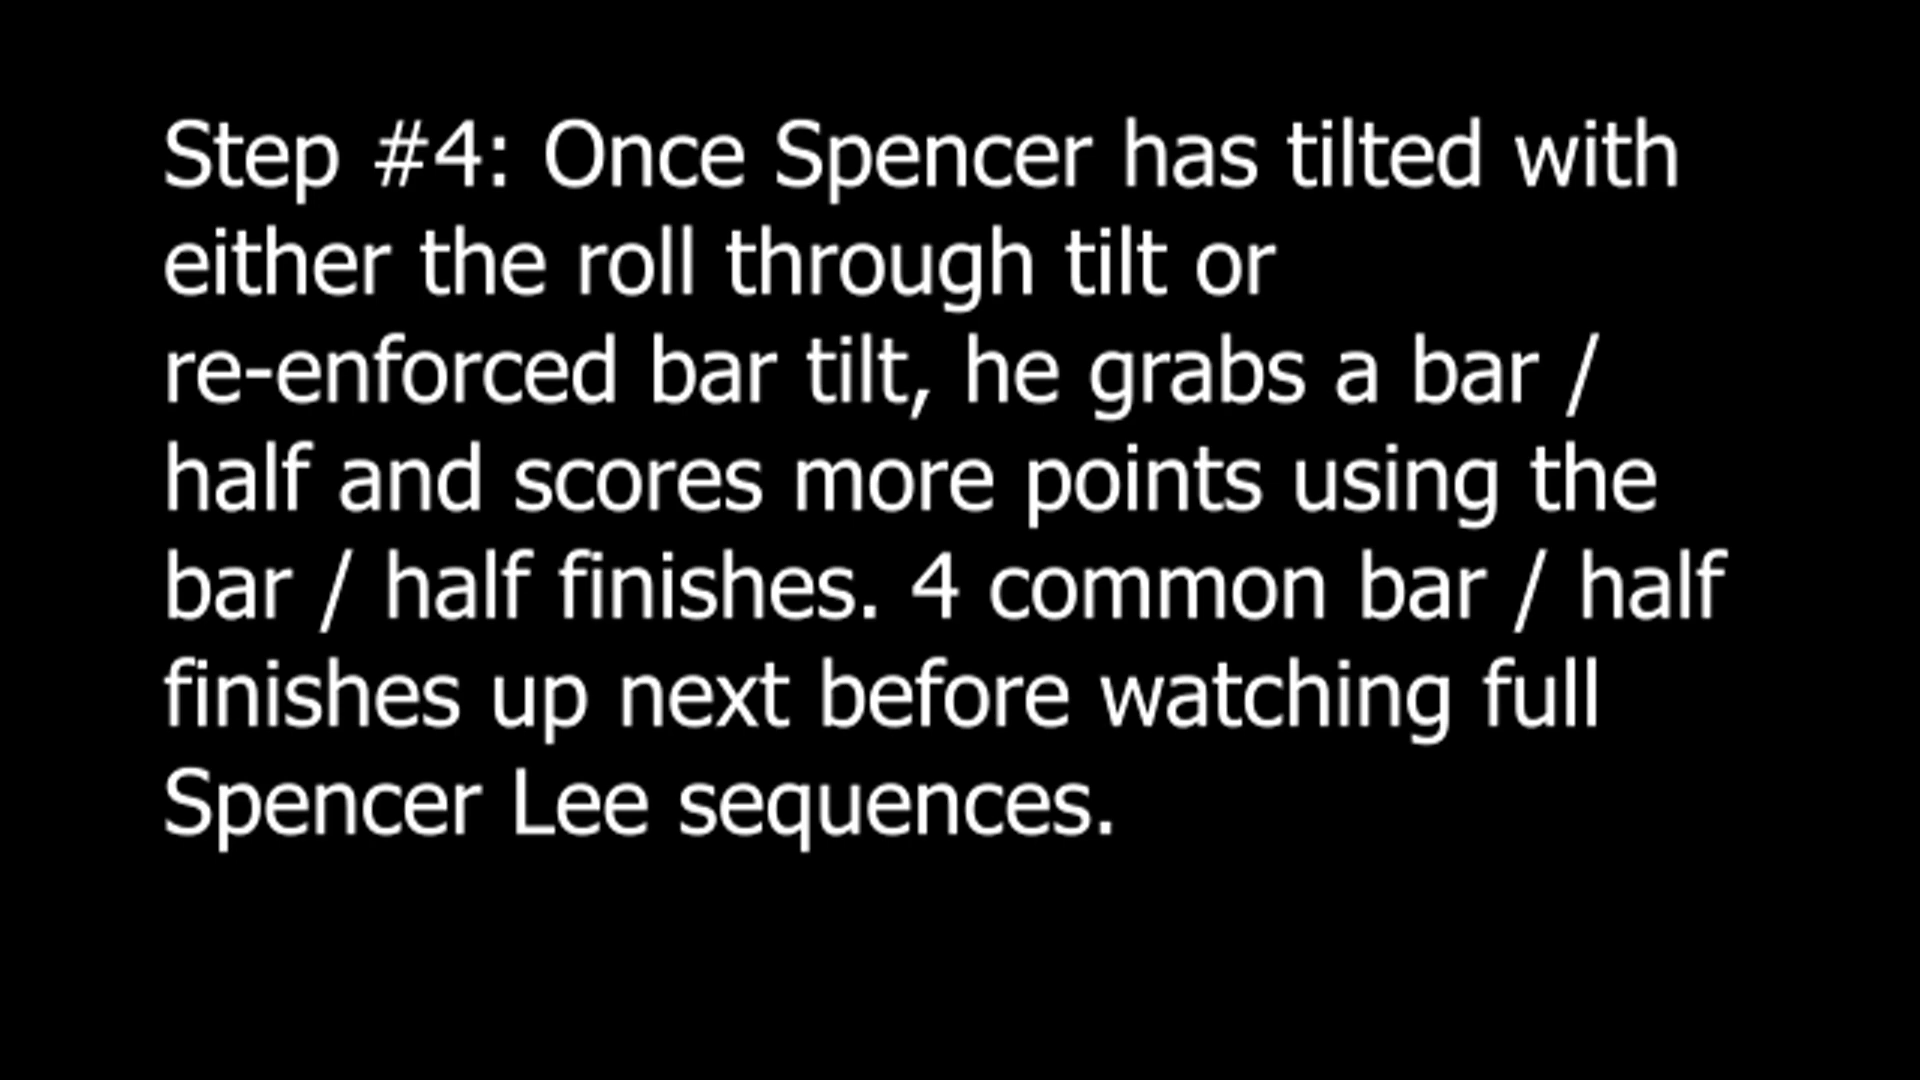 Step #4: Once Spencer has tilted with
either the roll through tilt or
re-enforced bar tilt, he grabs a bar /
half and scores more points using the
bar / half finishes. 4 common bar / half
finishes up next before watching full
Spencer Lee sequences.